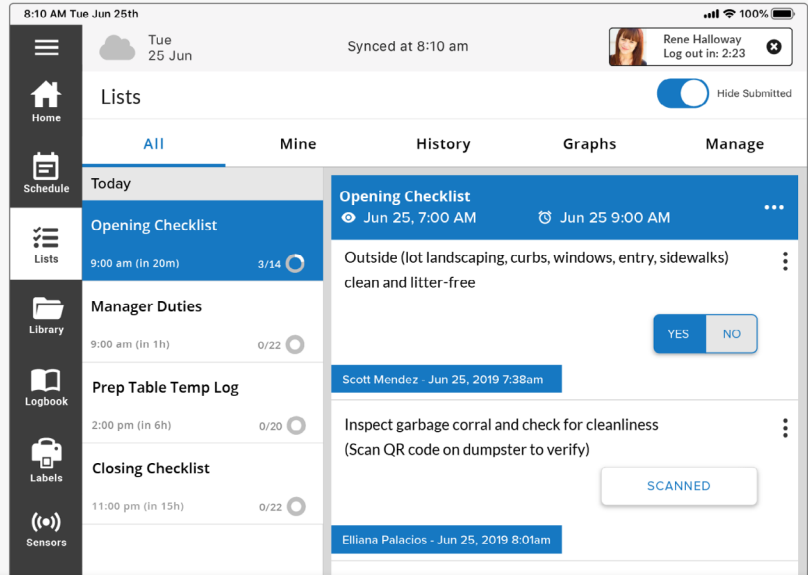 8:10 AM Tue Jun 25th
100%
Tue
25 Jun
Synced at 8:10 am
Rene Halloway
Log out in: 2:23
Home
Schedule
Lists
Library
Logbook
Labels
Sensors
Lists
Hide Submitted
All
Mine
History
Graphs
Manage
Today
Opening Checklist
9:00 am (in 20m)
3/14
Manager Duties
9:00 am (in 1h)
0/22
Prep Table Temp Log
2:00 pm (in 6h)
0/20
Closing Checklist
11:00 pm (in 15h)
0/22
Opening Checklist
Jun 25, 7:00 AM
Jun 25 9:00 AM
Outside (lot landscaping, curbs, windows, entry, sidewalks)
clean and litter-free
YES
NO
Scott Mendez - Jun 25, 2019 7:38am
Inspect garbage corral and check for cleanliness
(Scan QR code on dumpster to verify)
SCANNED
Elliana Palacios - Jun 25, 2019 8:01am